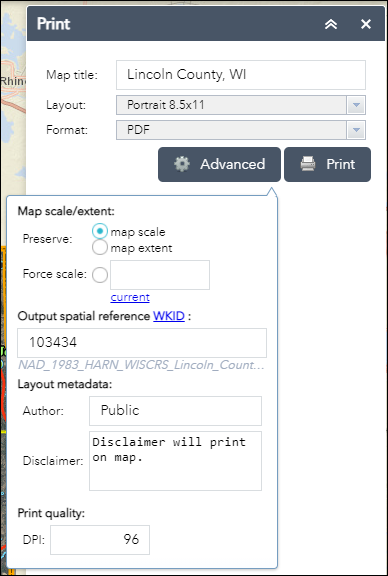 Print
Rhine
Map title: Lincoln County, WI
Layout: Portrait 8.5x11
Format: PDF
Advanced Print
Map scale/extent:
Preserve: map scale
map extent
Force scale:
current
Output spatial reference WKID :
103434
NAD_1983_HARN_WISCRS_Lincoln_Count...
Layout metadata:
Author: Public
Disclaimer: Disclaimer will print
on map.
Print quality:
DPI: 96